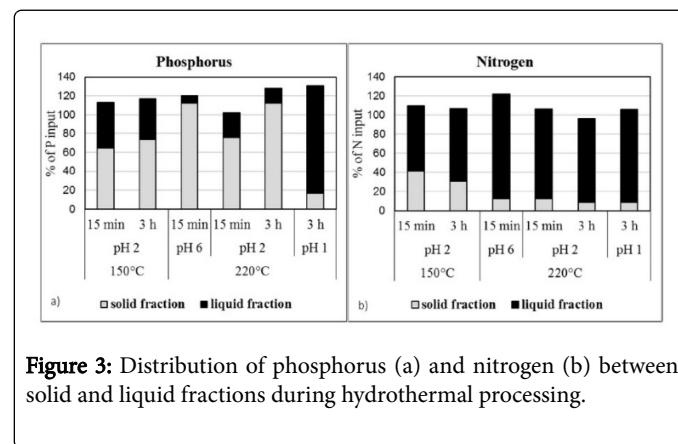 Phosphorus
% of P input
140
120
100
80
60
40
20
0
15 min 3 h 15 min 15 min 3 h 3 h
pH 2 pH 6 pH 2 pH 1
150°C 220°C
a)
solid fraction liquid fraction
Nitrogen
% of N input
140
120
100
80
60
40
20
0
15 min 3 h 15 min 15 min 3 h 3 h
pH 2 pH 6 pH 2 pH 1
150°C 220°C
b)
solid fraction liquid fraction
Figure 3: Distribution of phosphorus (a) and nitrogen (b) between
solid and liquid fractions during hydrothermal processing.